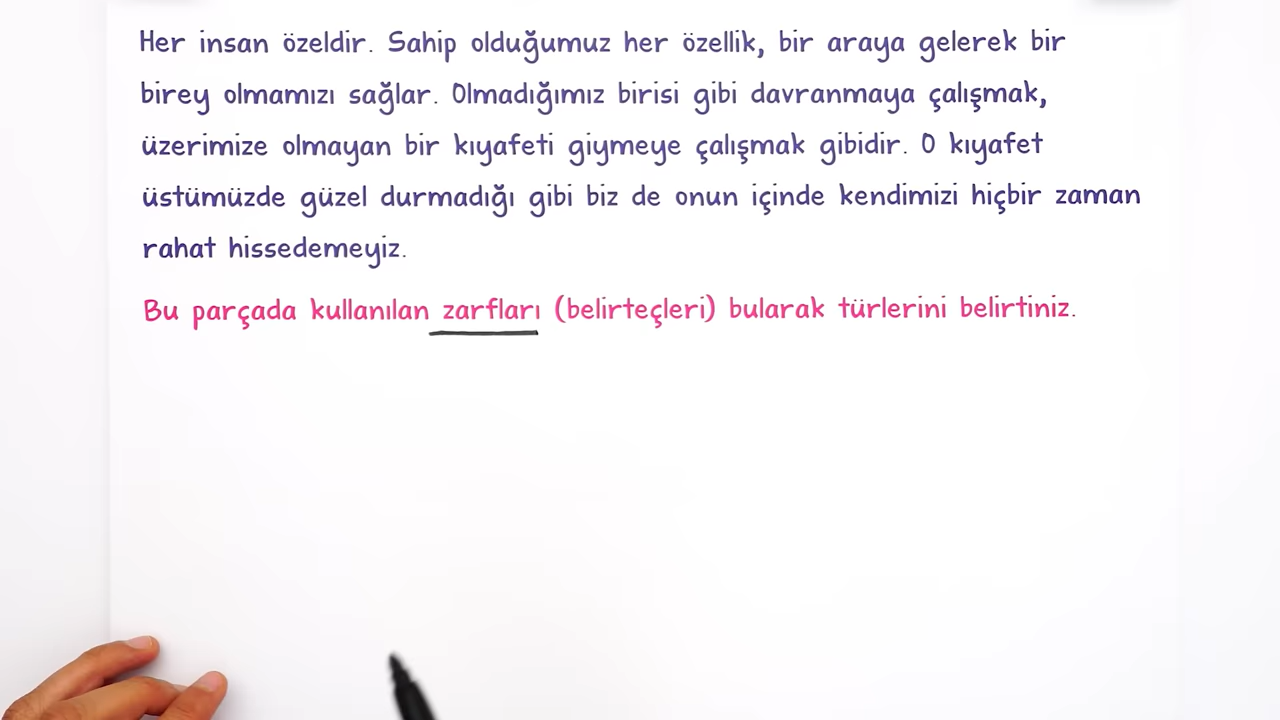 Her insan özeldir. Sahip olduğumuz her özellik, bir araya gelerek bir
birey olmamızı sağlar. Olmadığımız birisi gibi davranmaya çalışmak,
üzerimize olmayan bir kıyafeti giymeye çalışmak gibidir. O kıyafet
üstümüzde güzel durmadığı gibi biz de onun içinde kendimizi hiçbir zaman
rahat hissedemeyiz.
Bu parçada kullanılan zarfları (belirteçleri) bularak türlerini belirtiniz.